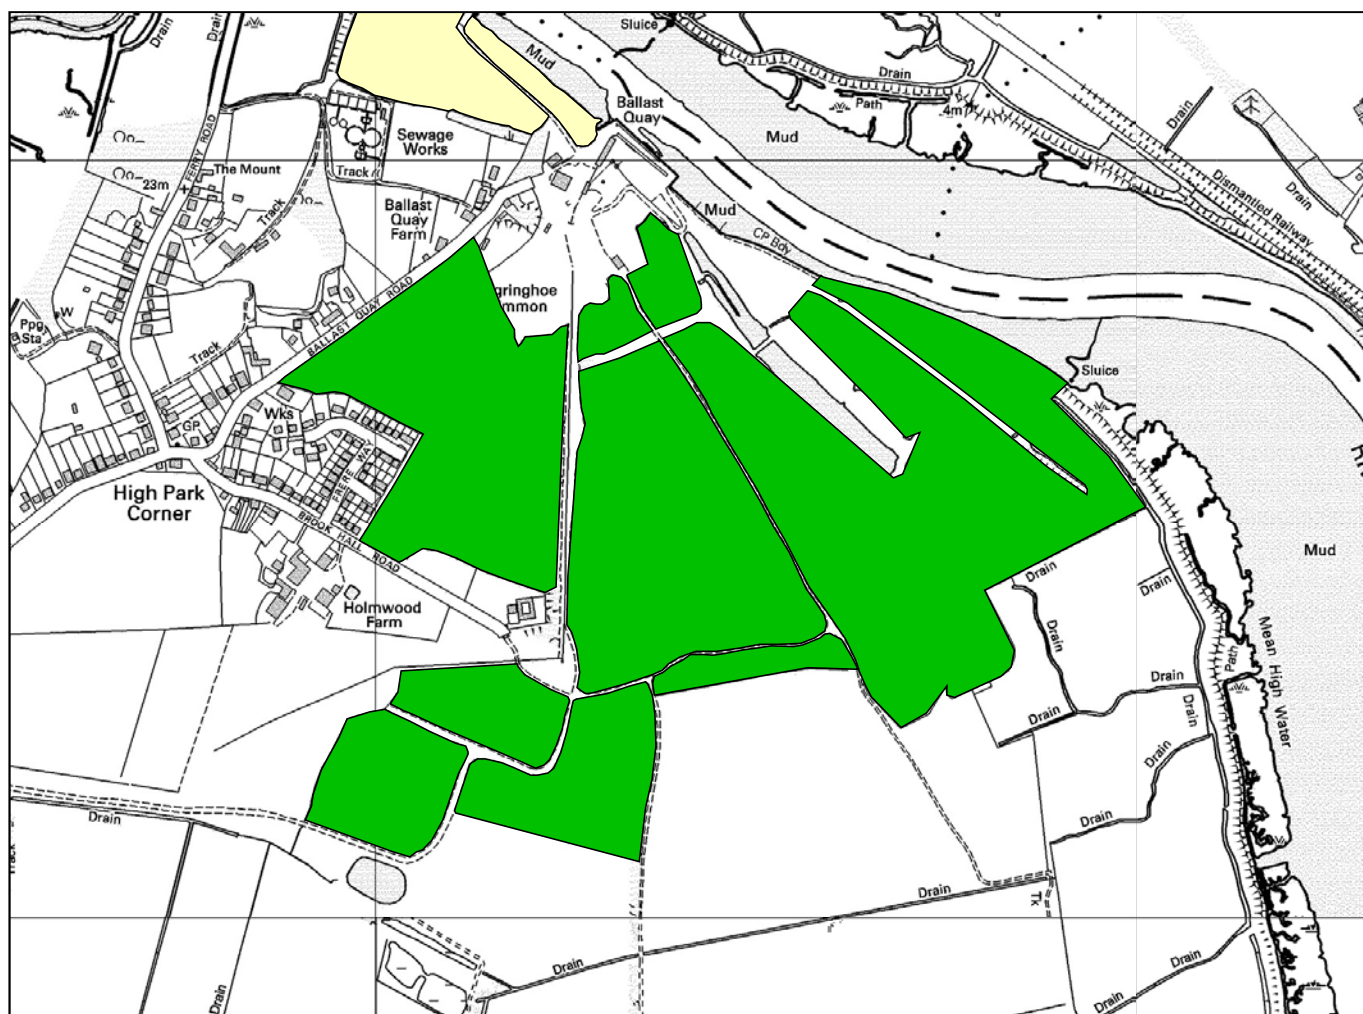 Drain
Drain
Sluice
Mud
Drain
Ballast
Quay
Path
4m
Drain
Mud
Sewage
Works
FERRY ROAD
The Mount
23m
Track
Track
Dismantled Railway
Drain
Ballast
Quay
Farm
Mud
CP Bdy
gringhoe
mmon
W
Ppg
Sta
BALLAST QUAY ROAD
Track
Sluice
Wks
GP
FRERE WAY
High Park
Corner
BROOK HALL ROAD
Mud
Drain
Drain
Holmwood
Farm
Drain
Mean High Water
Path
Drain
Drain
Drain
Drain
Drain
Drain
Track
Drain
Tk
Drain
Drain
Drain